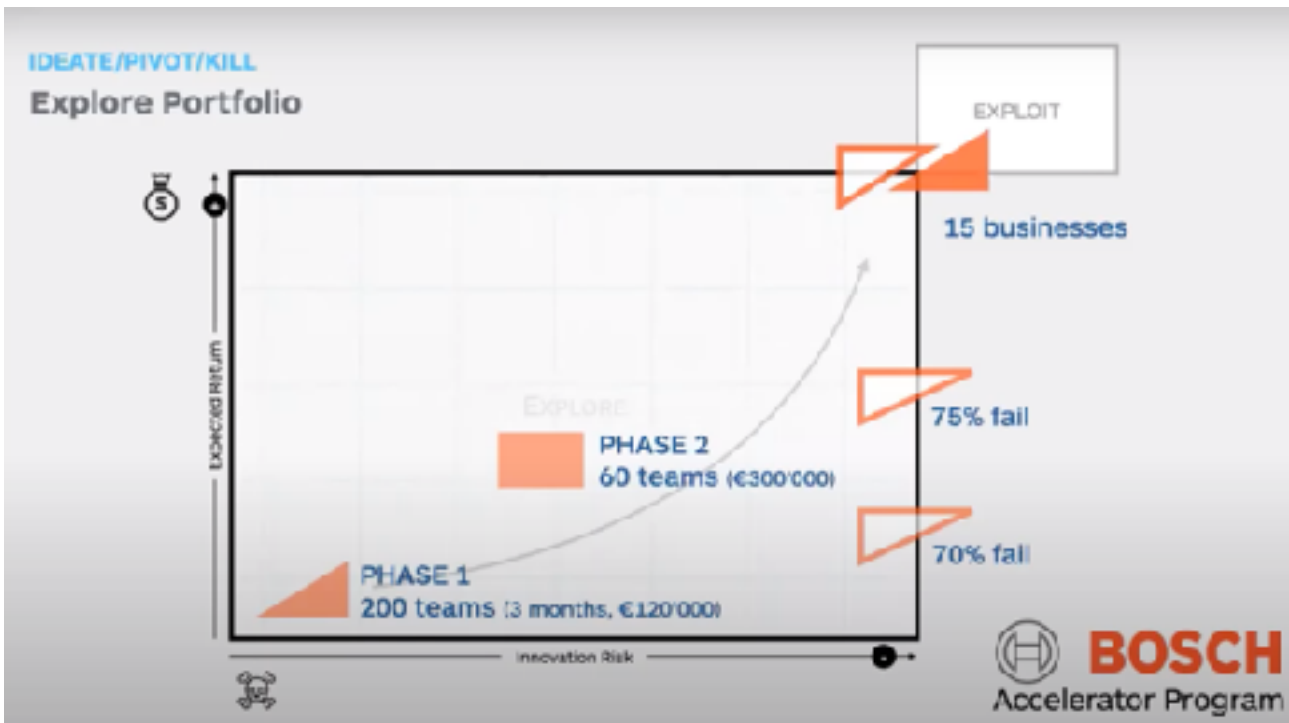 IDEATE/PIVOT/KILL
Explore Portfolio
EXPLOIT
$
15 businesses
Expected Return
EXPLORE
PHASE 2
60 teams (€300'000)
75% fail
70% fail
PHASE 1
200 teams (3 months, €120'000)
Innovation Risk
BOSCH
Accelerator Program